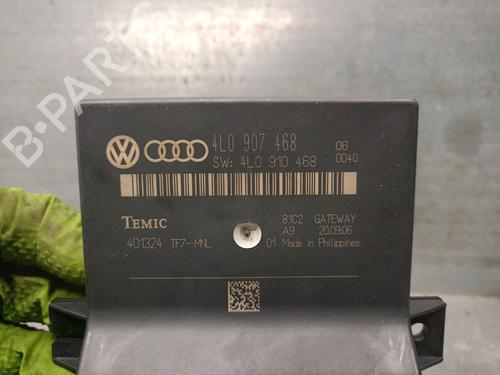 B-PARTS
4L0 907 468 06
SW: 4L0 910 468 0040
TEMIC 81C2 GATEWAY
A9 20.09.06
401324 TF7--MNL 01 Made in Philippines